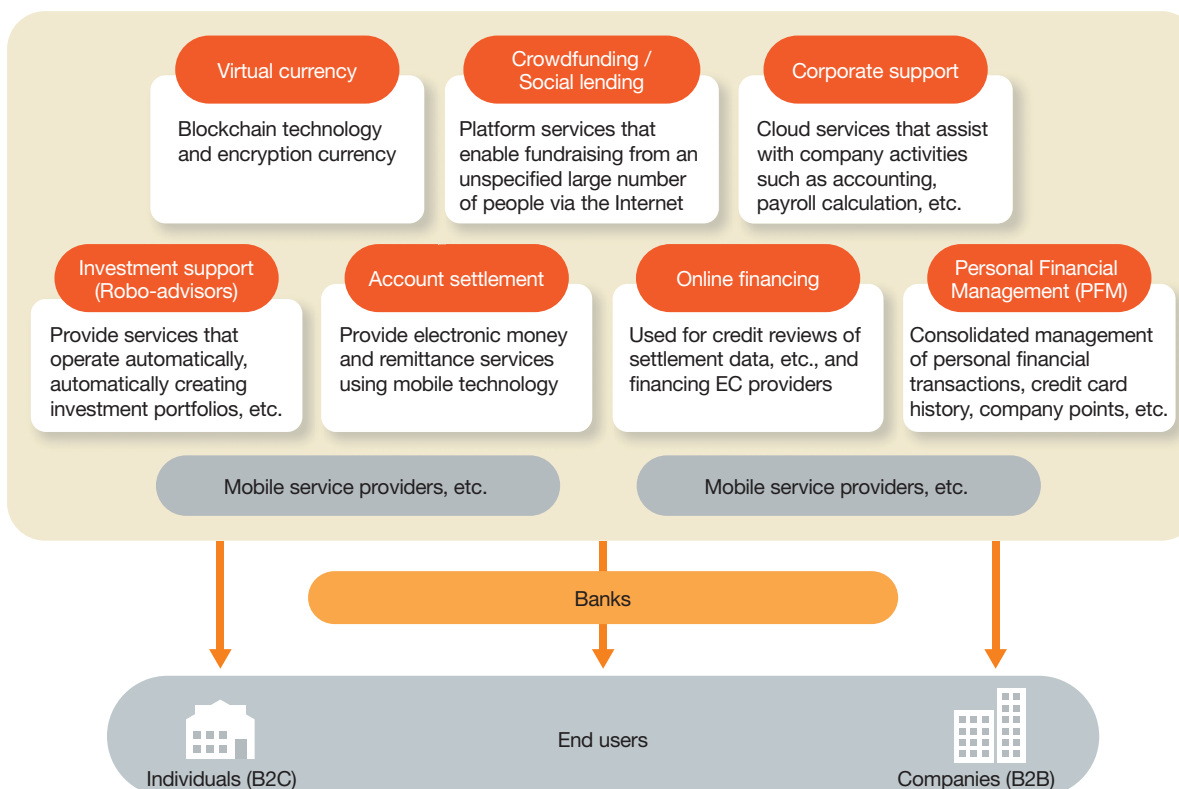 Virtual currency
Blockchain technology
and encryption currency
Crowdfunding /
Social lending
Platform services that
enable fundraising from an
unspecified large number
of people via the Internet
Corporate support
Cloud services that assist
with company activities
such as accounting,
payroll calculation, etc.
Investment support
(Robo-advisors)
Provide services that
operate automatically,
automatically creating
investment portfolios, etc.
Account settlement
Provide electronic money
and remittance services
using mobile technology
Online financing
Used for credit reviews of
settlement data, etc., and
financing EC providers
Personal Financial
Management (PFM)
Consolidated management
of personal financial
transactions, credit card
history, company points, etc.
Mobile service providers, etc.
Mobile service providers, etc.
Banks
End users
Individuals (B2C)
Companies (B2B)